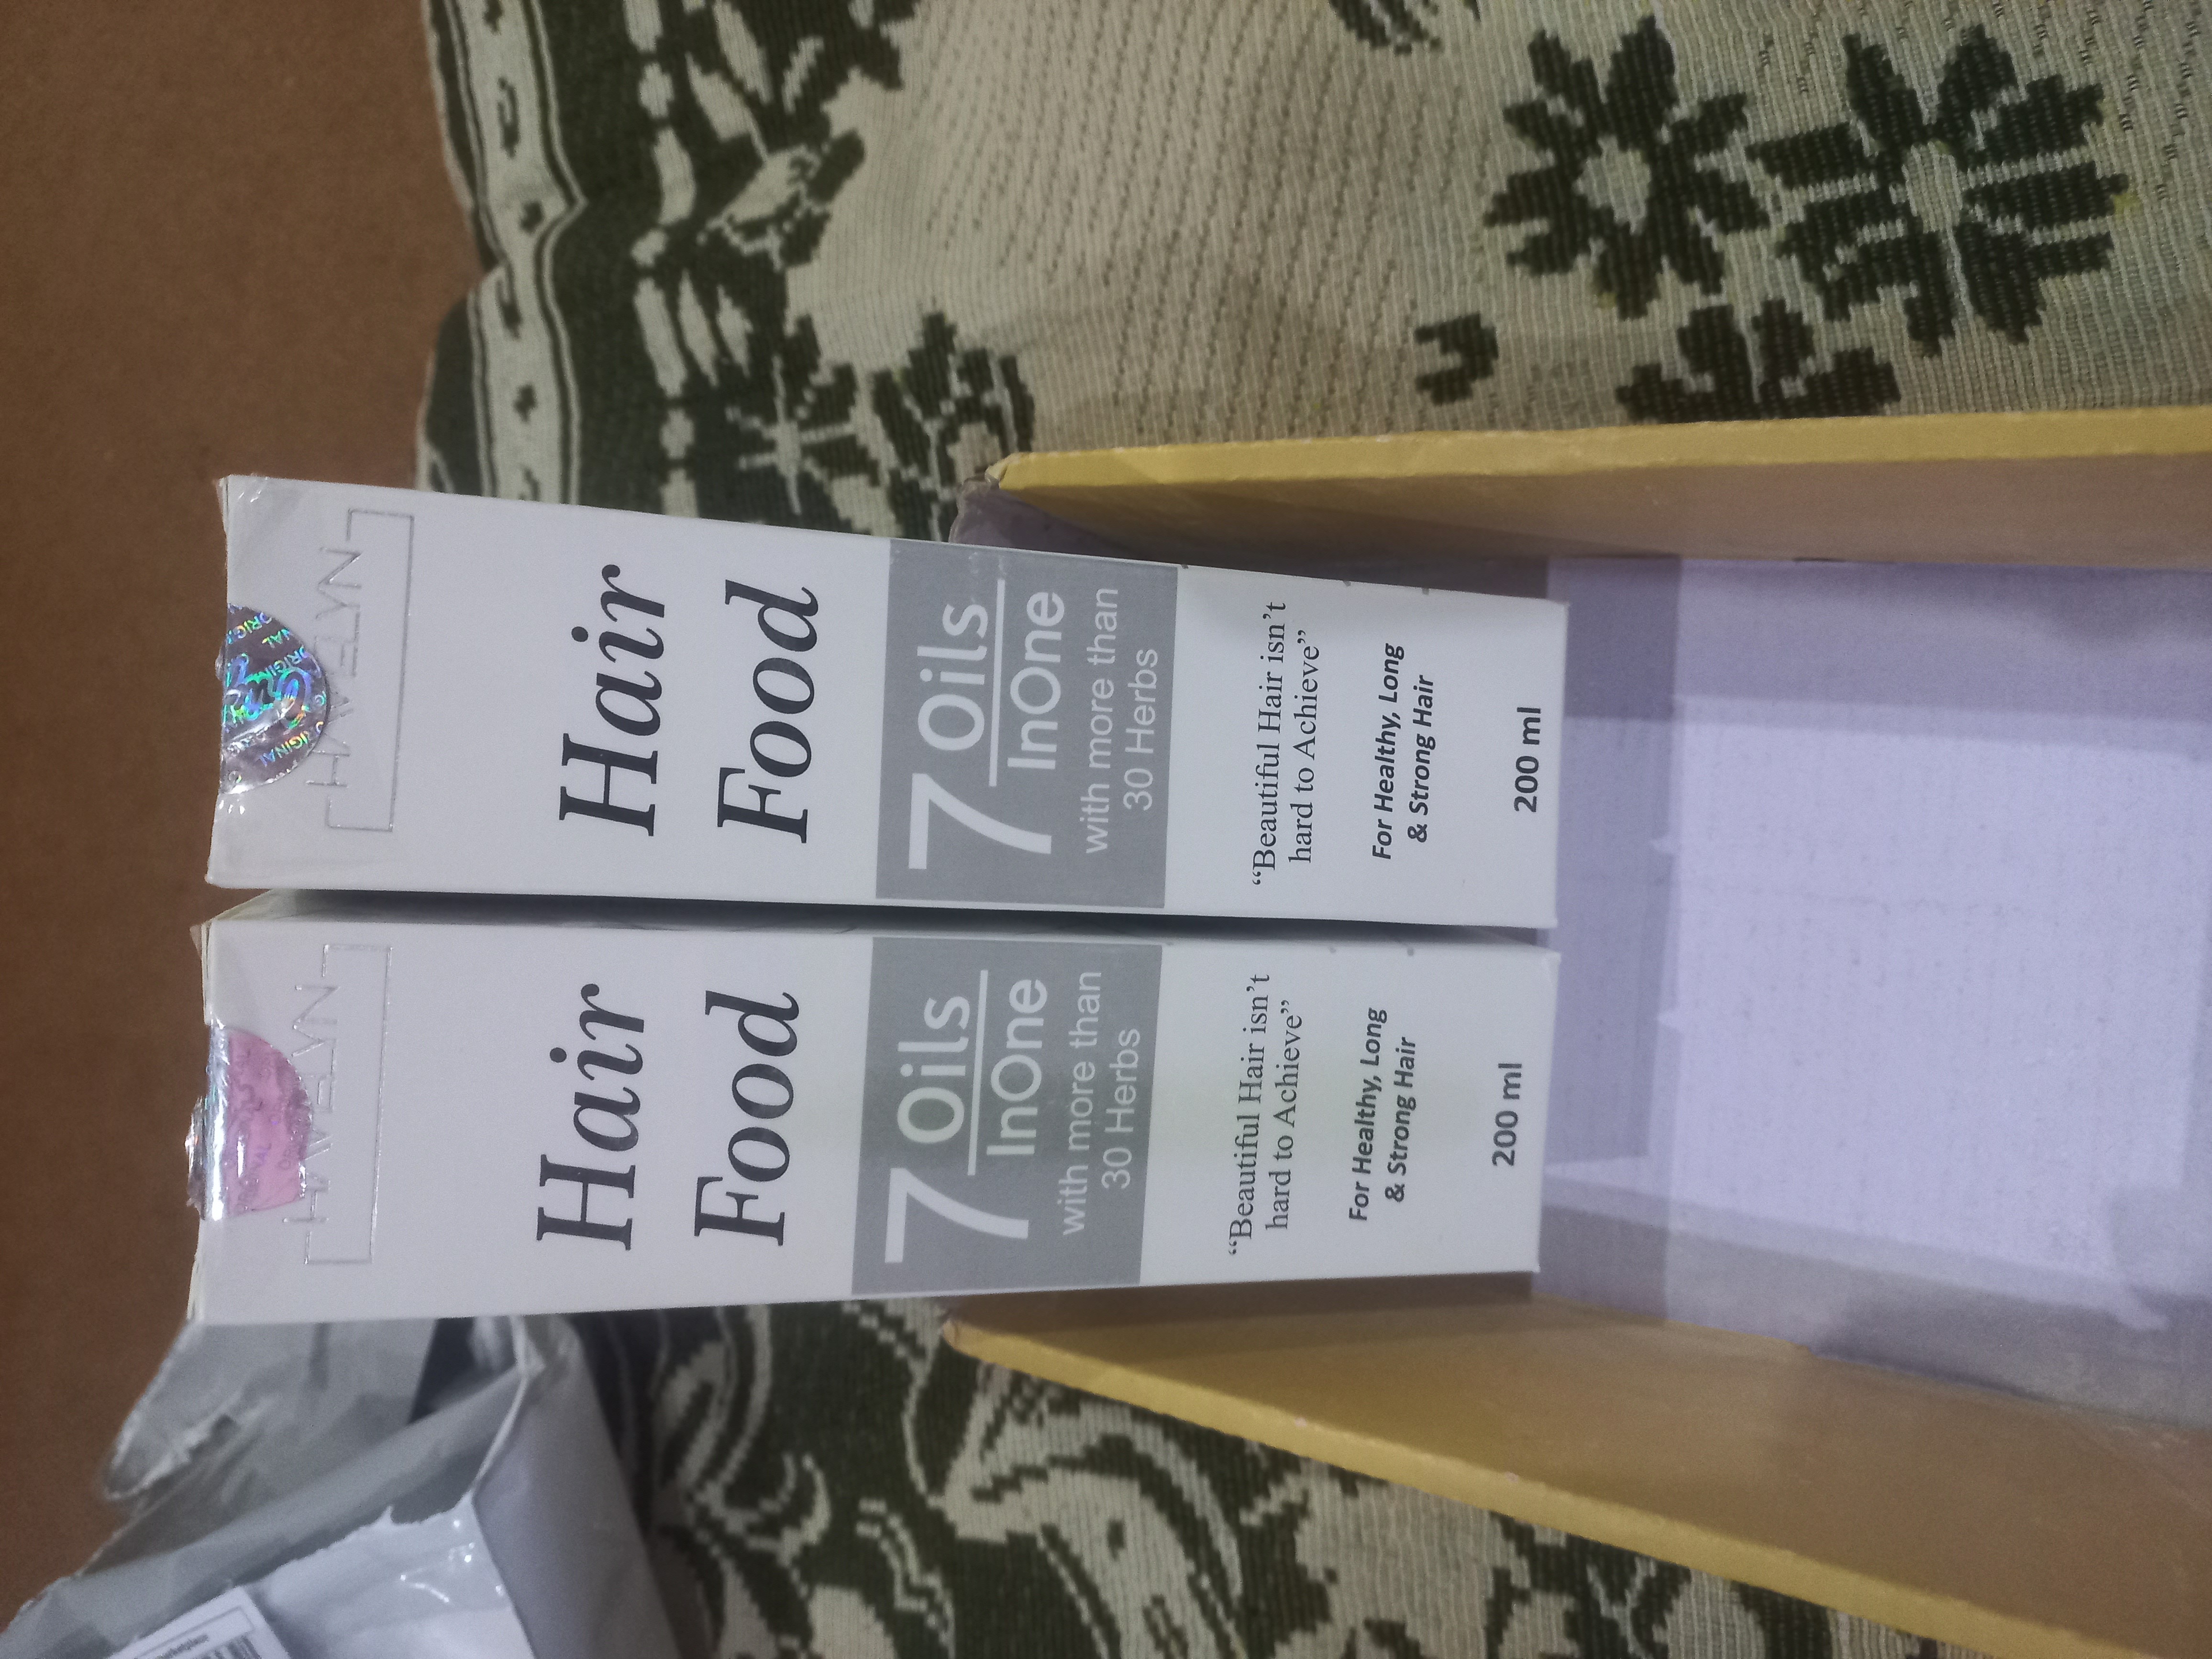 HAVELYN
Hair
Food
7 Oils
InOne
with more than
30 Herbs
“Beautiful Hair isn’t
hard to Achieve”
For Healthy, Long
& Strong Hair
200 ml
HAVELYN
Hair
Food
7 Oils
InOne
with more than
30 Herbs
“Beautiful Hair isn’t
hard to Achieve”
For Healthy, Long
& Strong Hair
200 ml
ORIGINAL
ORIGINAL